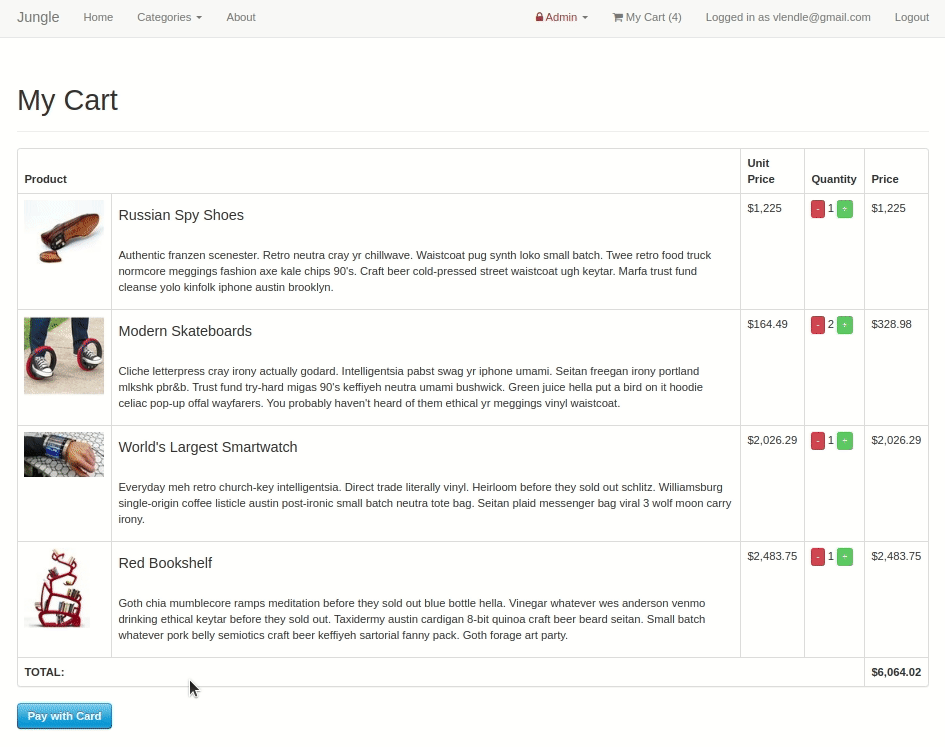 Jungle Home Categories About Admin My Cart (4) Logged in as vlendle@gmail.com Logout
My Cart
Product Unit Price Quantity Price
Russian Spy Shoes $1,225 - 1 + $1,225
Authentic franzen scenester. Retro neutra cray yr chillwave. Waistcoat pug synth loko small batch. Twee retro food truck
normcore meggings fashion axe kale chips 90's. Craft beer cold-pressed street waistcoat ugh keytar. Marfa trust fund
cleanse yolo kinfolk iphone austin brooklyn.
Modern Skateboards $164.49 - 2 + $328.98
Cliche letterpress cray irony actually godard. Intelligentsia pabst swag yr iphone umami. Seitan freegan irony portland
mlkshk pbr&b. Trust fund try-hard migas 90's keffiyeh neutra umami bushwick. Green juice hella put a bird on it hoodie
celiac pop-up offal wayfarers. You probably haven't heard of them ethical yr meggings vinyl waistcoat.
World's Largest Smartwatch $2,026.29 - 1 + $2,026.29
Everyday meh retro church-key intelligentsia. Direct trade literally vinyl. Heirloom before they sold out schlitz. Williamsburg
single-origin coffee listicle austin post-ironic small batch neutra tote bag. Seitan plaid messenger bag viral 3 wolf moon carry
irony.
Red Bookshelf $2,483.75 - 1 + $2,483.75
Goth chia mumblecore ramps meditation before they sold out blue bottle hella. Vinegar whatever wes anderson venmo
drinking ethical keytar before they sold out. Taxidermy austin cardigan 8-bit quinoa craft beer beard seitan. Small batch
whatever pork belly semiotics craft beer keffiyeh sartorial fanny pack. Goth forage art party.
TOTAL: $6,064.02
Pay with Card